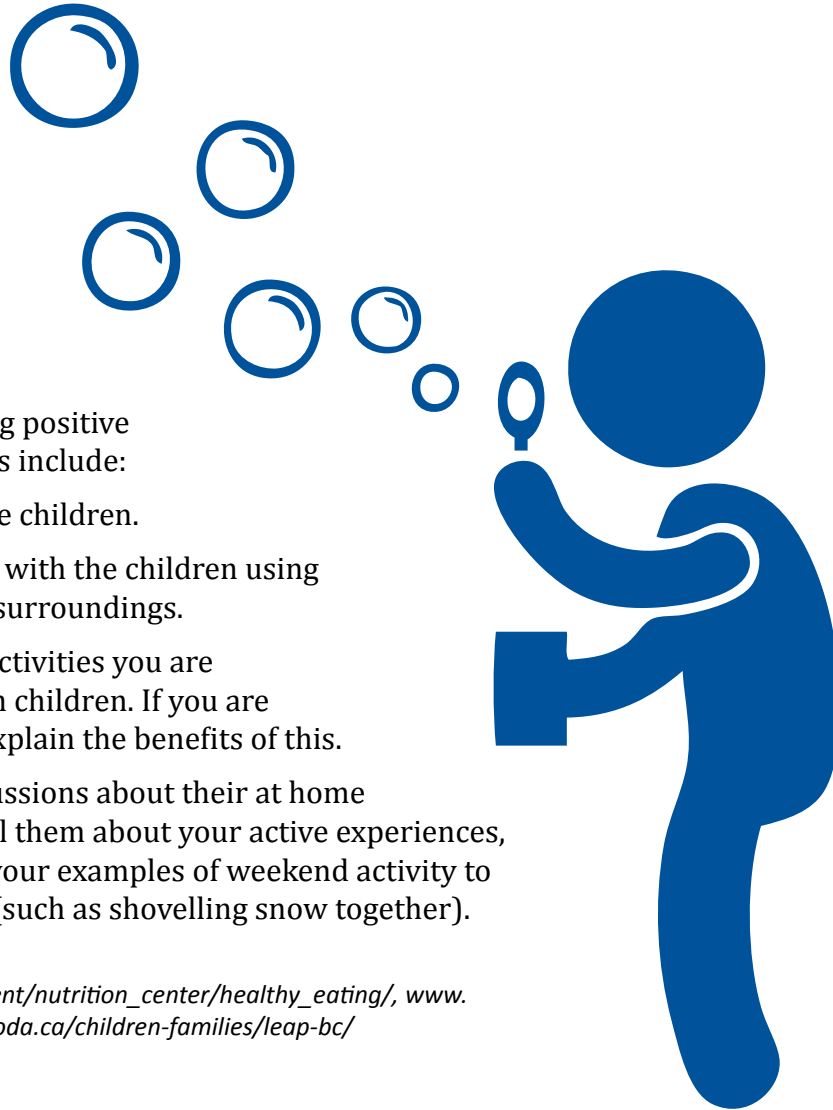 g positive
s include:
e children.
with the children using
surroundings.
ctivities you are
n children. If you are
xplain the benefits of this.
ussions about their at home
l them about your active experiences,
your examples of weekend activity to
(such as shovelling snow together).
ent/nutrition_center/healthy_eating/, www.
oda.ca/children-families/leap-bc/